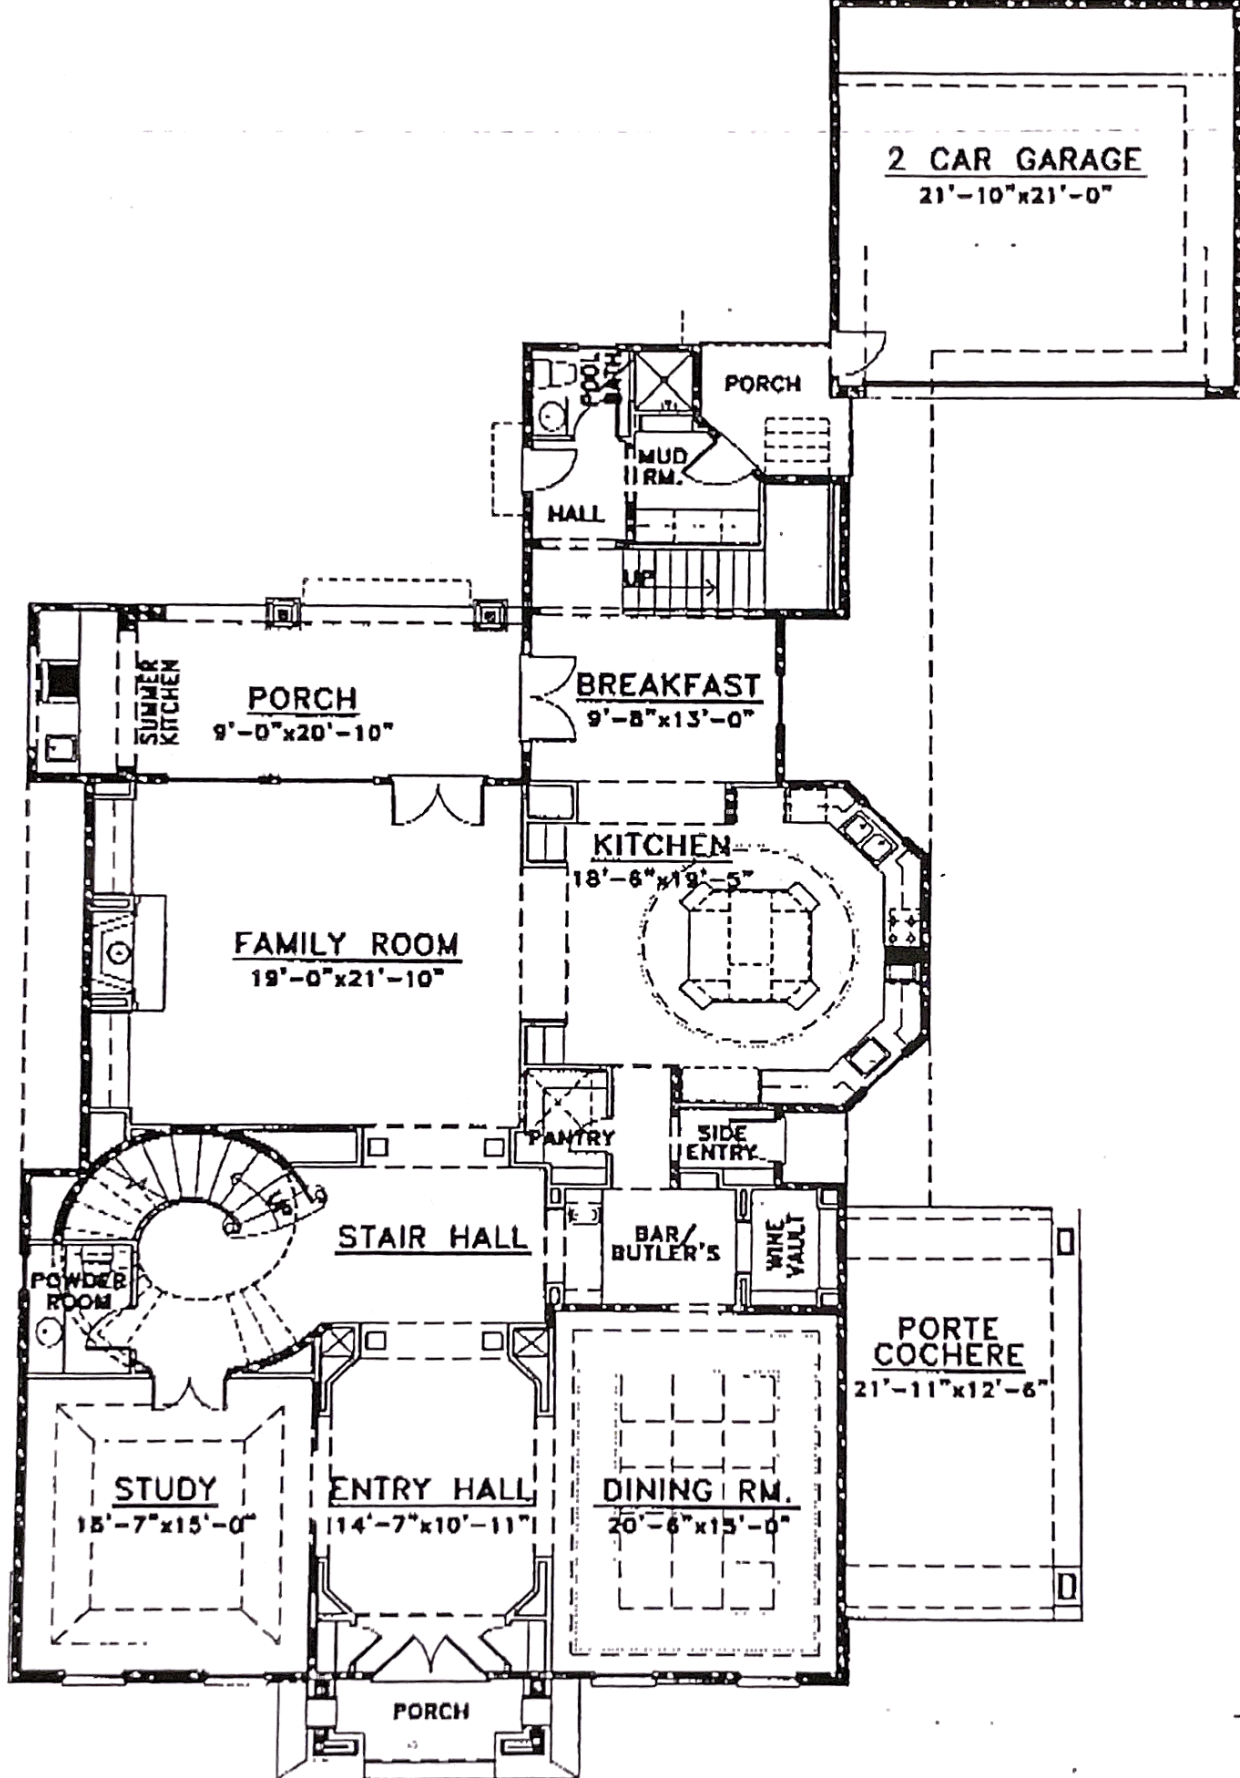 2 CAR GARAGE
21'-10"x21'-0"
POOL
BATH
PORCH
MUD
RM.
HALL
UP
SUMMER
KITCHEN
PORCH
9'-0"x20'-10"
BREAKFAST
9'-8"x13'-0"
KITCHEN
18'-6"x19'-5"
FAMILY ROOM
19'-0"x21'-10"
PANTRY
SIDE
ENTRY
UP
STAIR HALL
BAR/
BUTLER'S
WINE
VAULT
POWDER
ROOM
PORTE
COCHERE
21'-11"x12'-6"
STUDY
15'-0"
ENTRY HALL
14'-7"x10'-11"
DINING RM.
20'-6"x15'-0"
PORCH